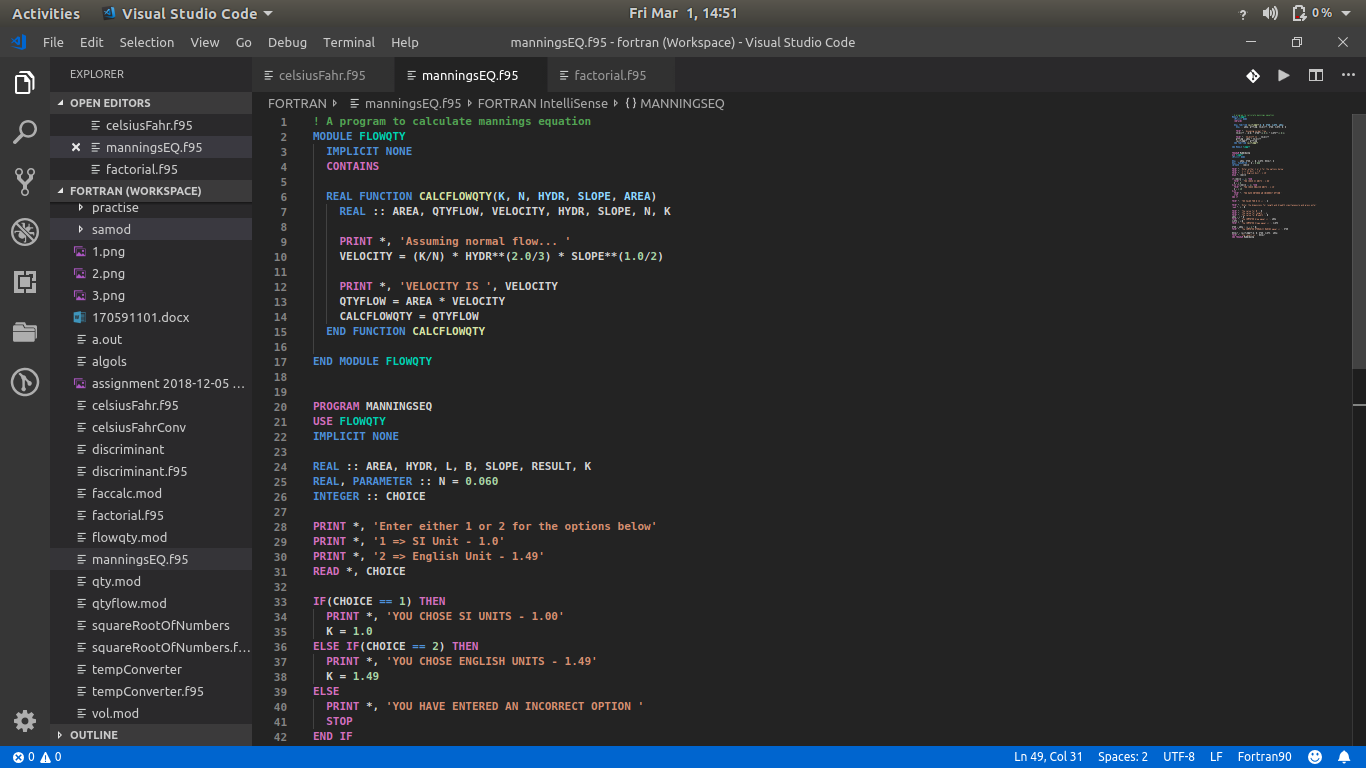 Activities Visual Studio Code Fri Mar 1, 14:51 ? 0 %
File Edit Selection View Go Debug Terminal Help manningsEQ.f95 - fortran (Workspace) - Visual Studio Code
EXPLORER
OPEN EDITORS
celsiusFahr.f95
manningsEQ.f95
factorial.f95
FORTRAN (WORKSPACE)
practise
samod
1.png
2.png
3.png
170591101.docx
a.out
algols
assignment 2018-12-05 ...
celsiusFahr.f95
celsiusFahrConv
discriminant
discriminant.f95
faccalc.mod
factorial.f95
flowqty.mod
manningsEQ.f95
qty.mod
qtyflow.mod
squareRootOfNumbers
squareRootOfNumbers.f...
tempConverter
tempConverter.f95
vol.mod
OUTLINE
celsiusFahr.f95 manningsEQ.f95 factorial.f95
FORTRAN manningsEQ.f95 FORTRAN IntelliSense {} MANNINGSEQ
1 ! A program to calculate mannings equation
2 MODULE FLOWQTY
3 IMPLICIT NONE
4 CONTAINS
5
6 REAL FUNCTION CALCFLOWQTY(K, N, HYDR, SLOPE, AREA)
7 REAL :: AREA, QTYFLOW, VELOCITY, HYDR, SLOPE, N, K
8
9 PRINT *, 'Assuming normal flow... '
10 VELOCITY = (K/N) * HYDR**(2.0/3) * SLOPE**(1.0/2)
11
12 PRINT *, 'VELOCITY IS ', VELOCITY
13 QTYFLOW = AREA * VELOCITY
14 CALCFLOWQTY = QTYFLOW
15 END FUNCTION CALCFLOWQTY
16
17 END MODULE FLOWQTY
18
19
20 PROGRAM MANNINGSEQ
21 USE FLOWQTY
22 IMPLICIT NONE
23
24 REAL :: AREA, HYDR, L, B, SLOPE, RESULT, K
25 REAL, PARAMETER :: N = 0.060
26 INTEGER :: CHOICE
27
28 PRINT *, 'Enter either 1 or 2 for the options below'
29 PRINT *, '1 => SI Unit - 1.0'
30 PRINT *, '2 => English Unit - 1.49'
31 READ *, CHOICE
32
33 IF(CHOICE == 1) THEN
34 PRINT *, 'YOU CHOSE SI UNITS - 1.00'
35 K = 1.0
36 ELSE IF(CHOICE == 2) THEN
37 PRINT *, 'YOU CHOSE ENGLISH UNITS - 1.49'
38 K = 1.49
39 ELSE
40 PRINT *, 'YOU HAVE ENTERED AN INCORRECT OPTION '
41 STOP
42 END IF
0 0 Ln 49, Col 31 Spaces: 2 UTF-8 LF Fortran90